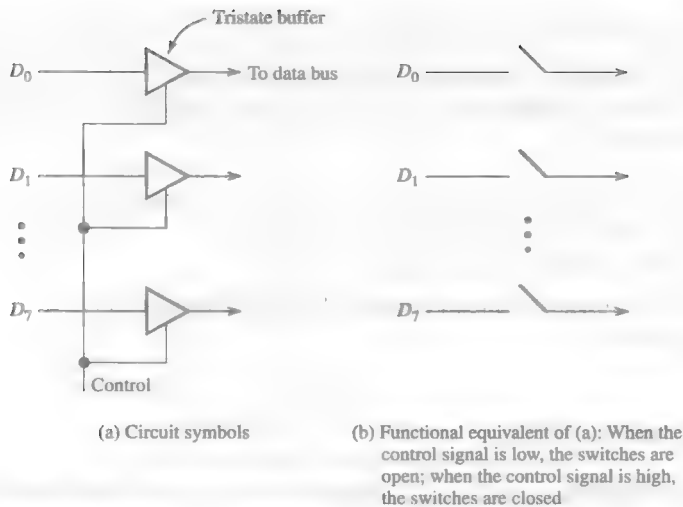 Tristate buffer
D0
To data bus
D0
D1
D1
D7
D7
Control
(a) Circuit symbols
(b) Functional equivalent of (a): When the
control signal is low, the switches are
open; when the control signal is high,
the switches are closed